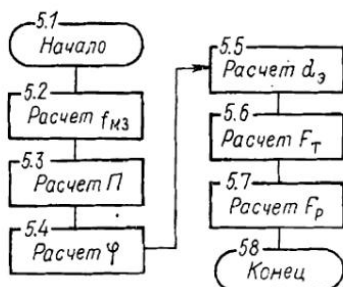 5.1
Начало
5.2
Расчет fмз
5.3
Расчет П
5.4
Расчет φ
5.5
Расчет dэ
5.6
Расчет Fт
5.7
Расчет Fр
58
Конец